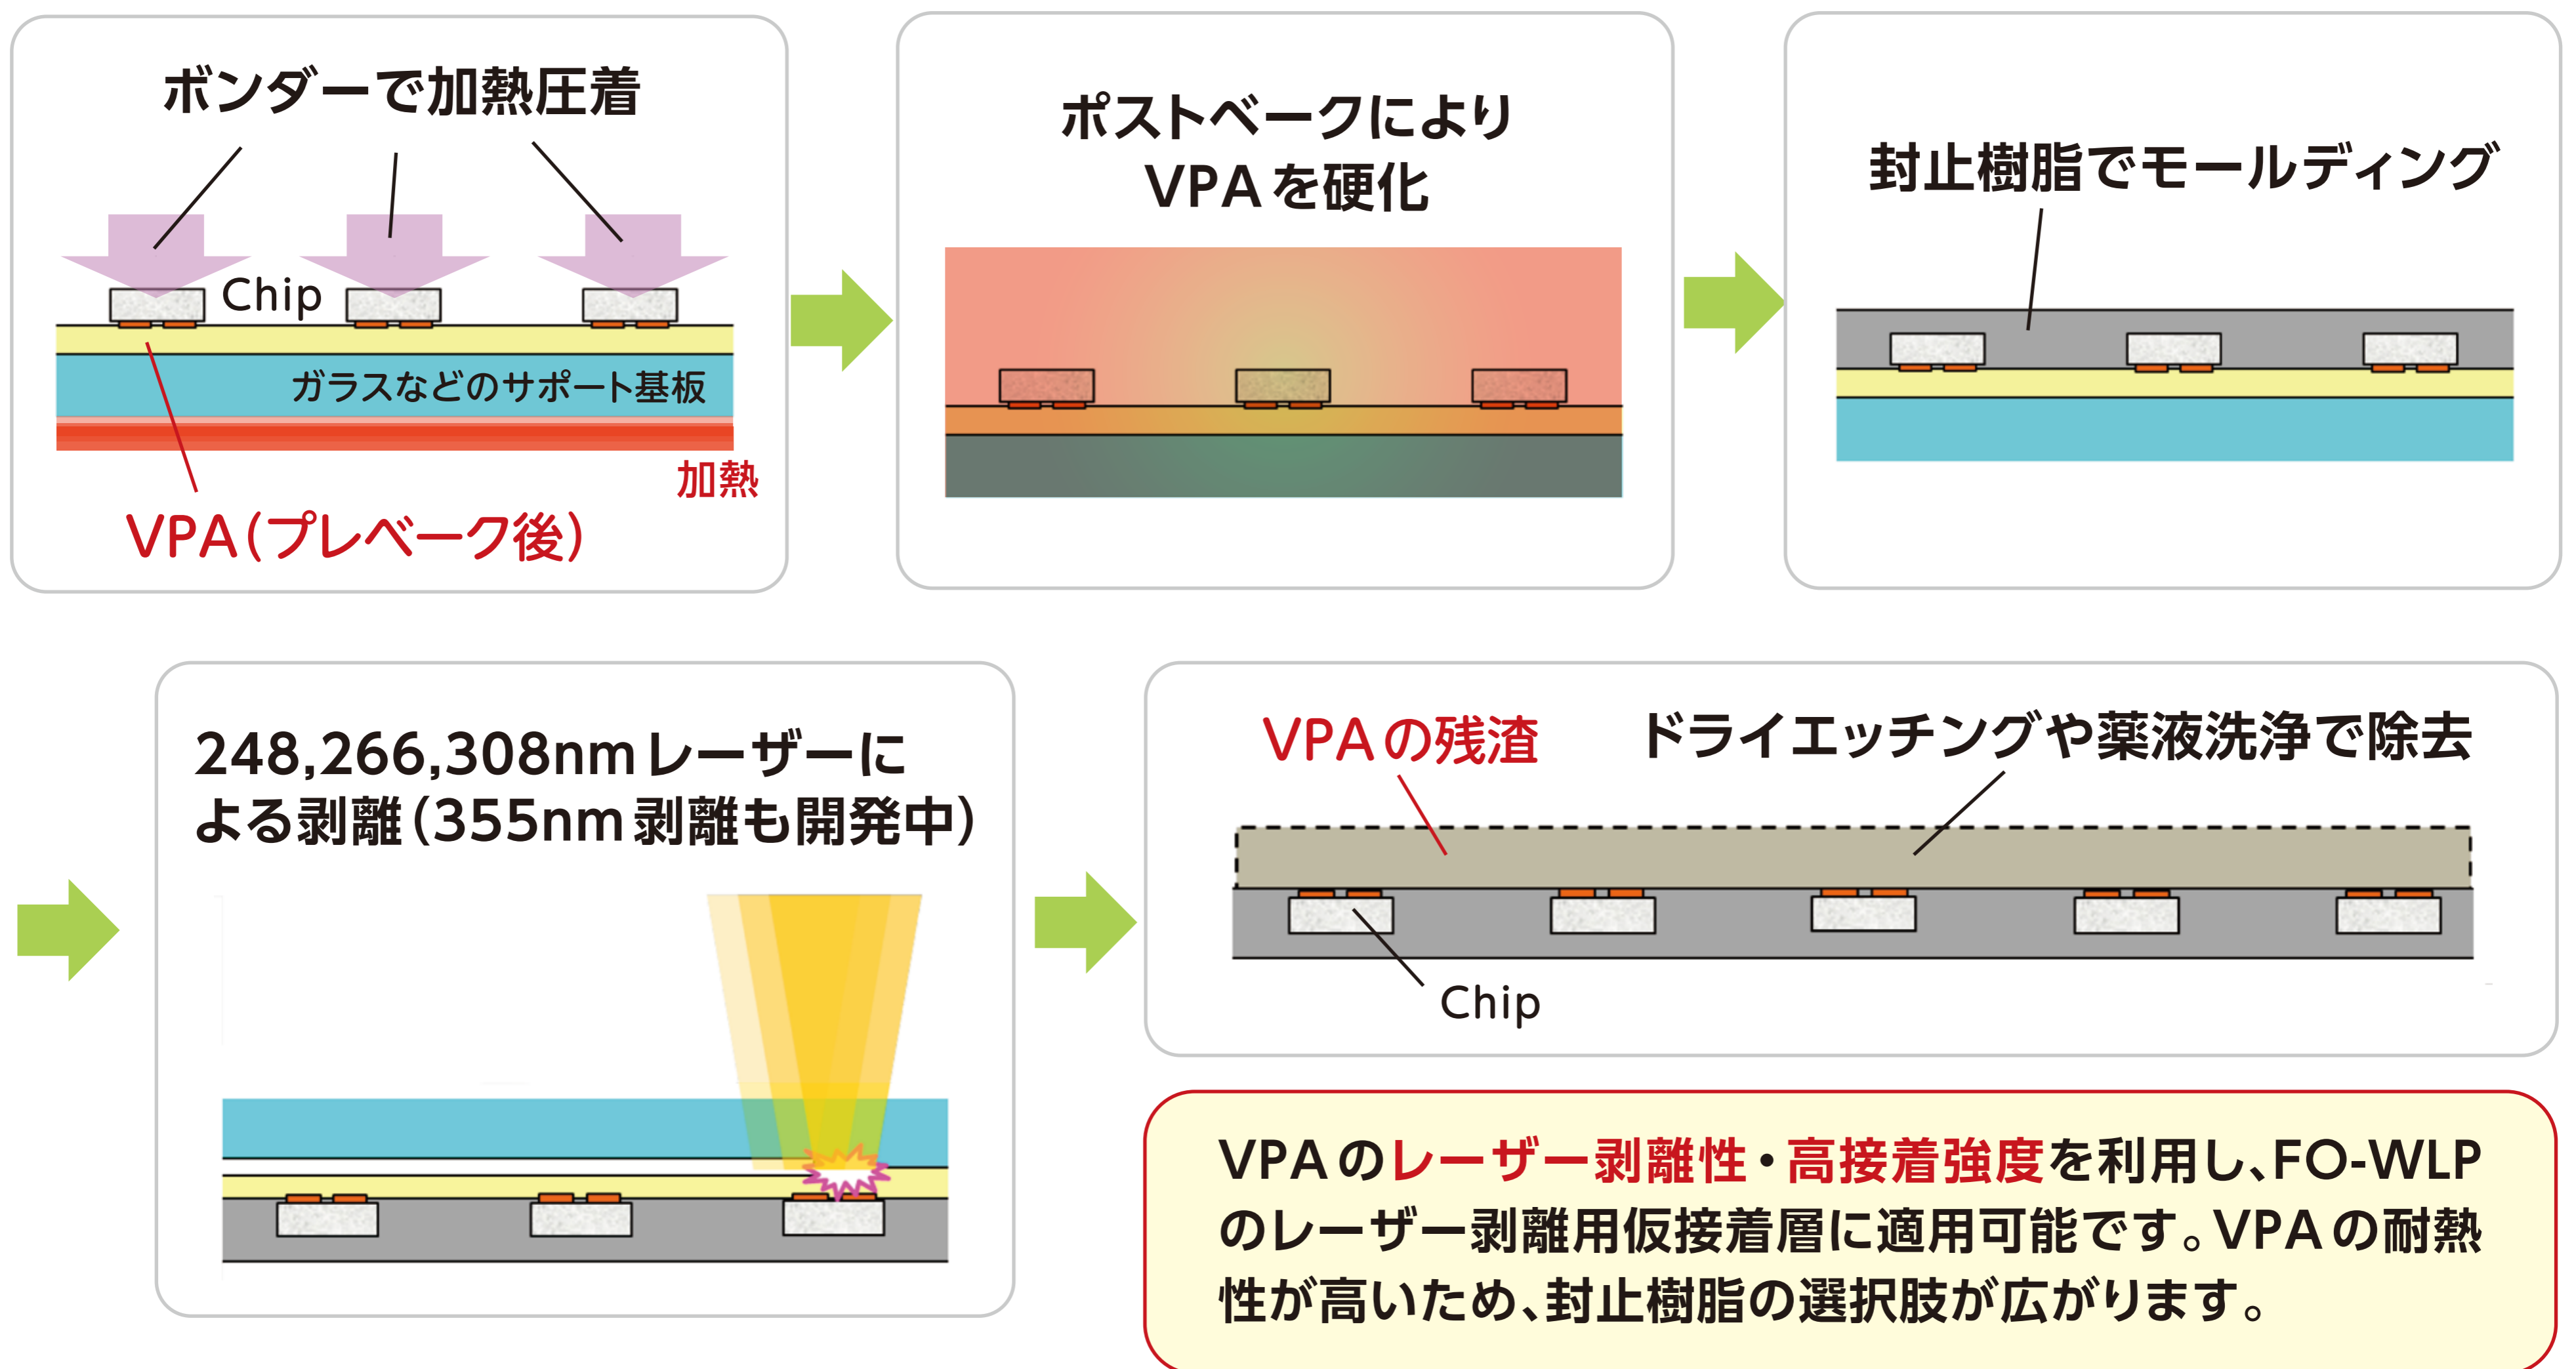 ボンダーで加熱圧着
Chip
ガラスなどのサポート基板
加熱
VPA(プレベーク後)
ポストベークにより
VPAを硬化
封止樹脂でモールディング
248,266,308nmレーザーに
よる剥離(355nm剥離も開発中)
VPAの残渣
ドライエッチングや薬液洗浄で除去
Chip
VPAのレーザー剥離性・高接着強度を利用し、FO-WLP
のレーザー剥離用仮接着層に適用可能です。VPAの耐熱
性が高いため、封止樹脂の選択肢が広がります。